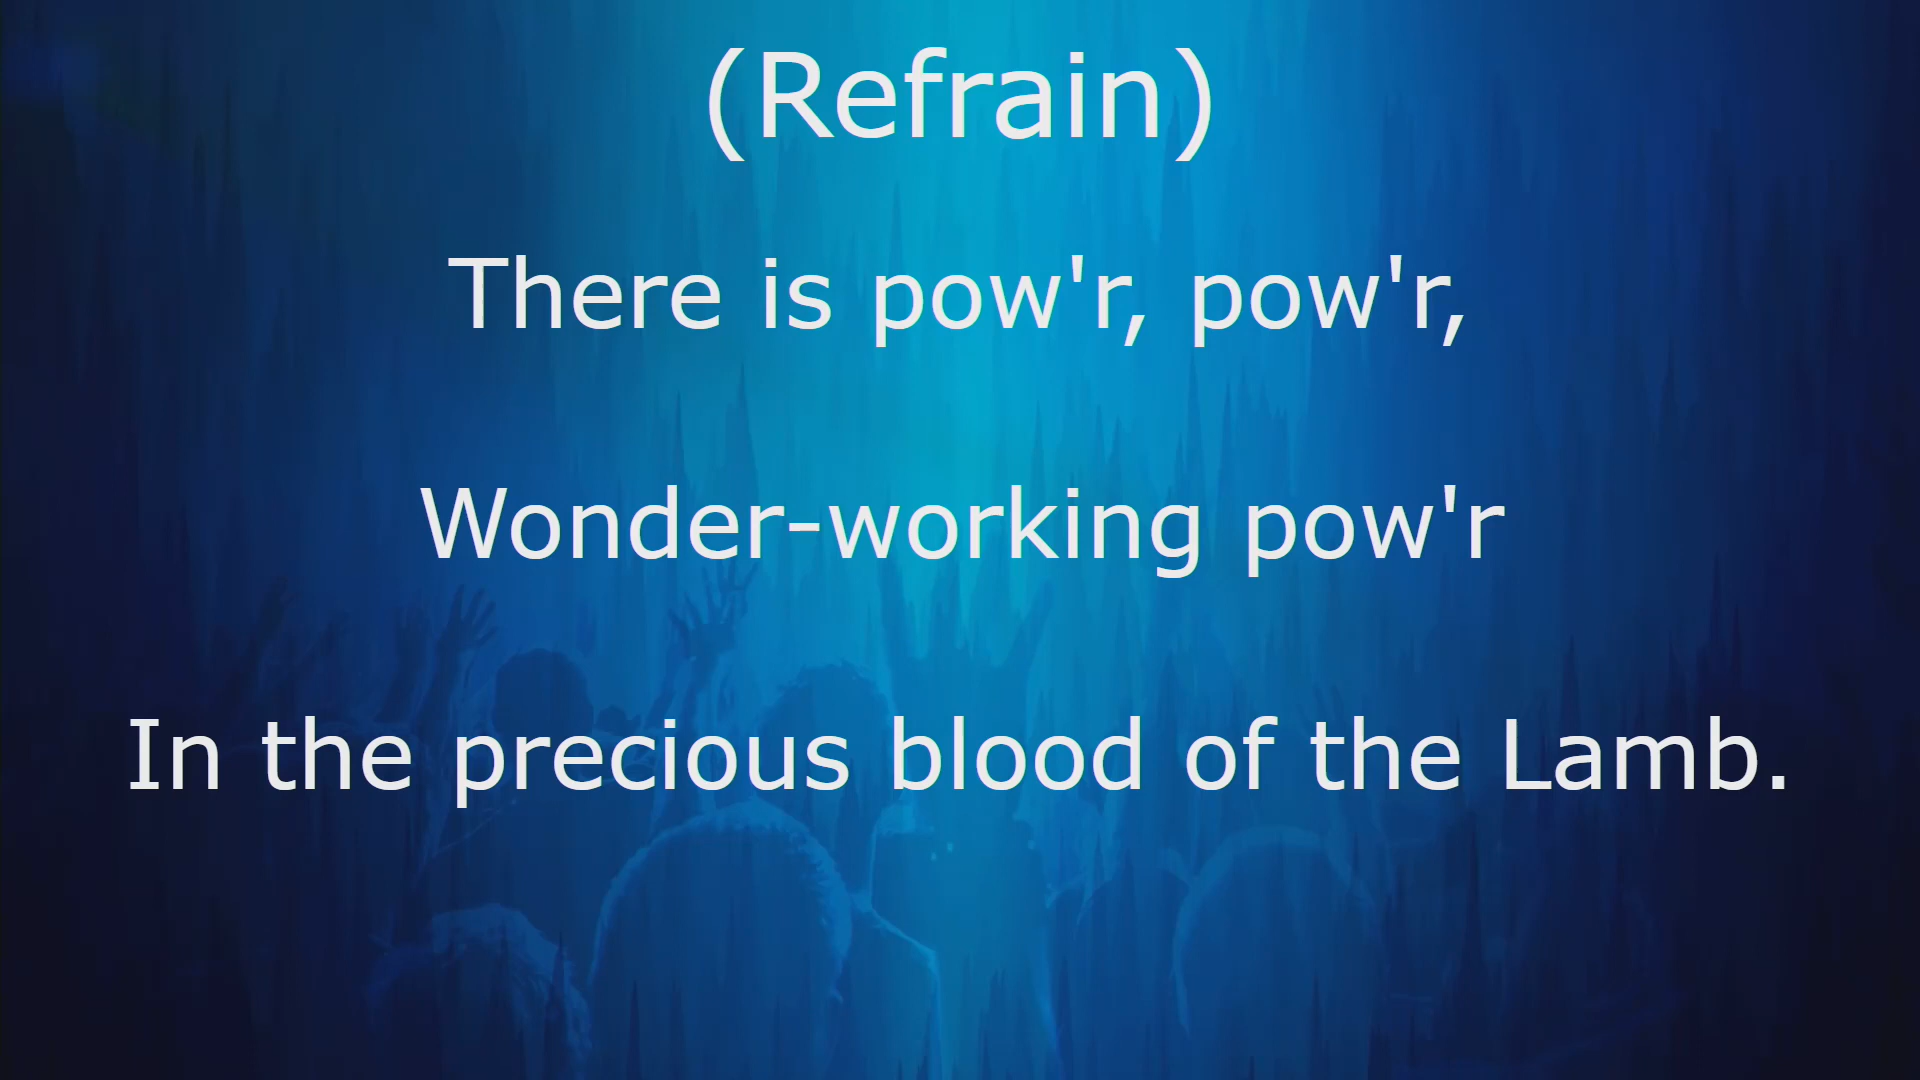 (Refrain)
There is pow'r, pow'r,
Wonder-working pow'r
In the precious blood of the Lamb.